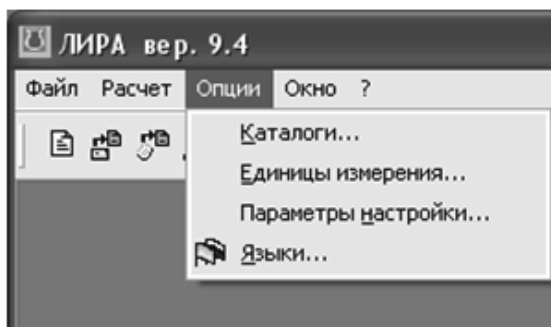 ЛИРА вер. 9.4
Файл Расчет Опции Окно ?
Каталоги...
Единицы измерения...
Параметры настройки...
Языки...